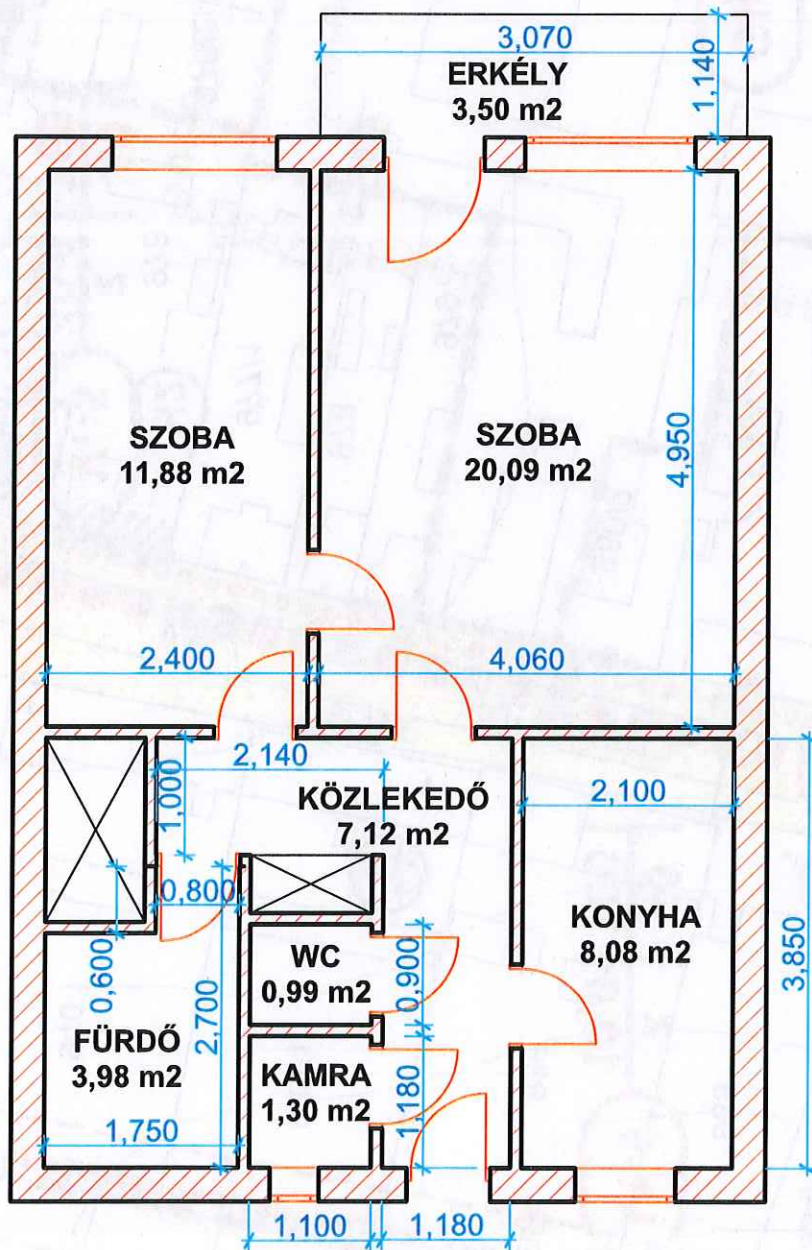 3,070
1,140
ERKÉLY
3,50 m2
SZOBA
11,88 m2
SZOBA
20,09 m2
4,950
2,400
4,060
2,140
1,000
KÖZLEKEDŐ
7,12 m2
2,100
0,800
KONYHA
8,08 m2
3,850
WC
0,99 m2
0,900
0,600
2,700
FÜRDŐ
3,98 m2
KAMRA
1,30 m2
1,180
1,750
1,100
1,180